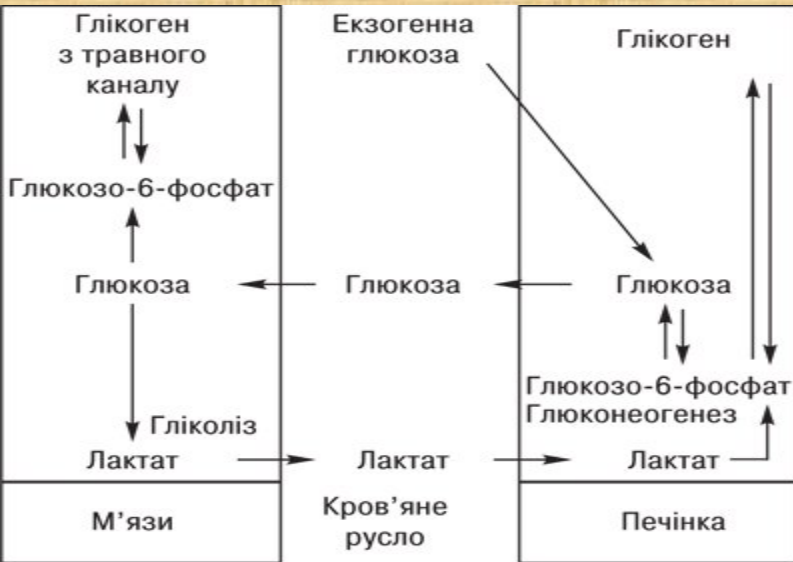 Глікоген
з травного
каналу
Екзогенна
глюкоза
Глікоген
Глюкозо-6-фосфат
Глюкоза
Глюкоза
Глюкоза
Глюкозо-6-фосфат
Глюконеогенез
Гліколіз
Лактат
Лактат
Лактат
М’язи
Кров’яне
русло
Печінка